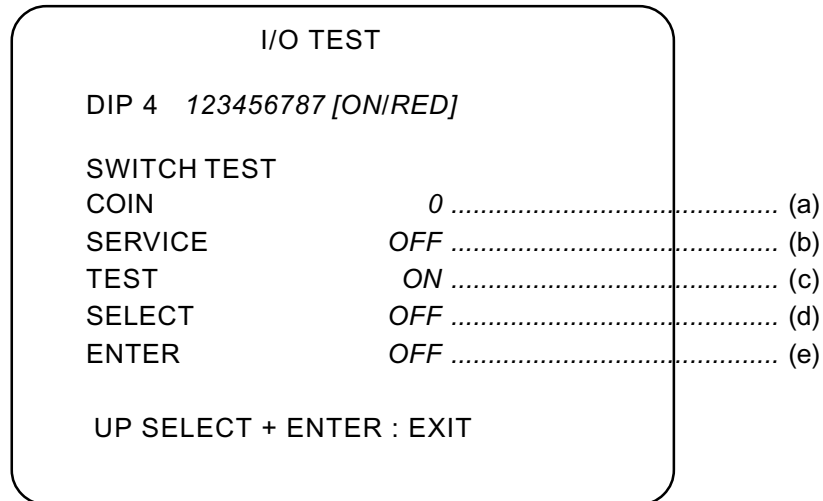 I/O TEST
DIP 4 123456787 [ON/RED]
SWITCH TEST
COIN 0 ............................................ (a)
SERVICE OFF ............................................ (b)
TEST ON ............................................ (c)
SELECT OFF ............................................ (d)
ENTER OFF ............................................ (e)
UP SELECT + ENTER : EXIT